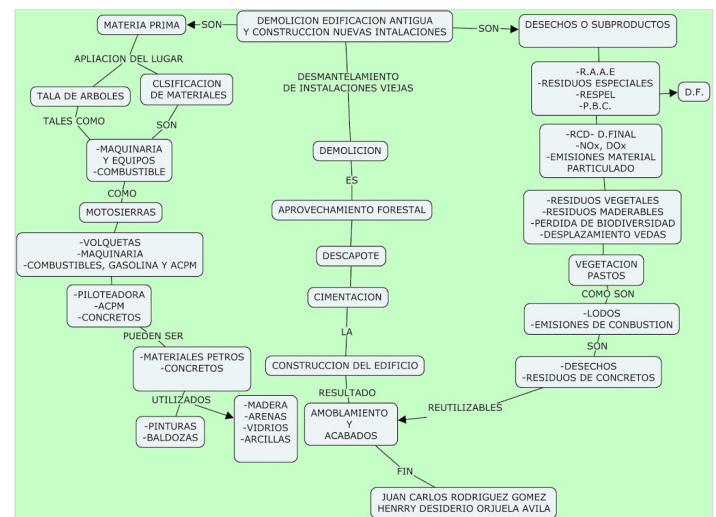 MATERIA PRIMA
SON
DEMOLICION EDIFICACION ANTIGUA
Y CONSTRUCCION NUEVAS INTALACIONES
SON
DESECHOS O SUBPRODUCTOS
APLIACION DEL LUGAR
TALA DE ARBOLES
CLSIFICACION
DE MATERIALES
TALES COMO
SON
-MAQUINARIA
Y EQUIPOS
-COMBUSTIBLE
COMO
MOTOSIERRAS
-VOLQUETAS
-MAQUINARIA
-COMBUSTIBLES, GASOLINA Y ACPM
-PILOTEADORA
-ACPM
-CONCRETOS
PUEDEN SER
-MATERIALES PETROS
-CONCRETOS
UTILIZADOS
-PINTURAS
-BALDOZAS
-MADERA
-ARENAS
-VIDRIOS
-ARCILLAS
DESMANTELAMIENTO
DE INSTALACIONES VIEJAS
DEMOLICION
ES
APROVECHAMIENTO FORESTAL
DESCAPOTE
CIMENTACION
LA
CONSTRUCCION DEL EDIFICIO
RESULTADO
AMOBLAMIENTO
Y
ACABADOS
FIN
JUAN CARLOS RODRIGUEZ GOMEZ
HENRRY DESIDERIO ORJUELA AVILA
-R.A.A.E
-RESIDUOS ESPECIALES
-RESPEL
-P.B.C.
D.F.
-RCD- D.FINAL
-NOx, DOx
-EMISIONES MATERIAL
PARTICULADO
-RESIDUOS VEGETALES
-RESIDUOS MADERABLES
-PERDIDA DE BIODIVERSIDAD
-DESPLAZAMIENTO VEDAS
VEGETACION
PASTOS
COMO SON
-LODOS
-EMISIONES DE CONBUSTION
SON
-DESECHOS
-RESIDUOS DE CONCRETOS
REUTILIZABLES